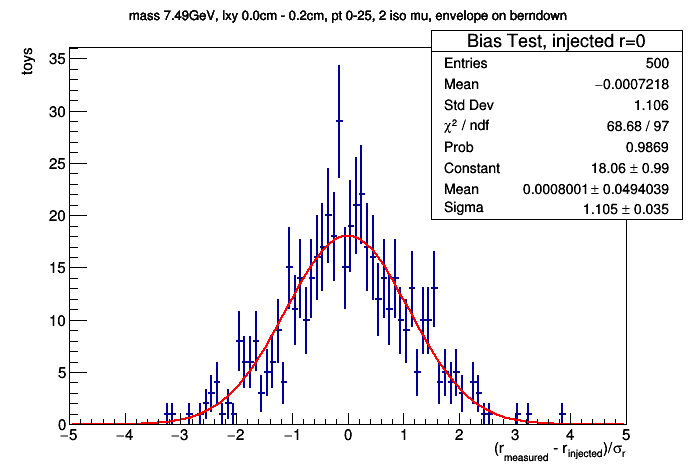 mass 7.49GeV, lxy 0.0cm - 0.2cm, pt 0-25, 2 iso mu, envelope on berndown
Bias Test, injected r=0
Entries 500
Mean −0.0007218
Std Dev 1.106
χ² / ndf 68.68 / 97
Prob 0.9869
Constant 18.06 ± 0.99
Mean 0.0008001 ± 0.0494039
Sigma 1.105 ± 0.035
toys
35
30
25
20
15
10
5
0
−5 −4 −3 −2 −1 0 1 2 3 4 5
(r_measured - r_injected)/σ_r